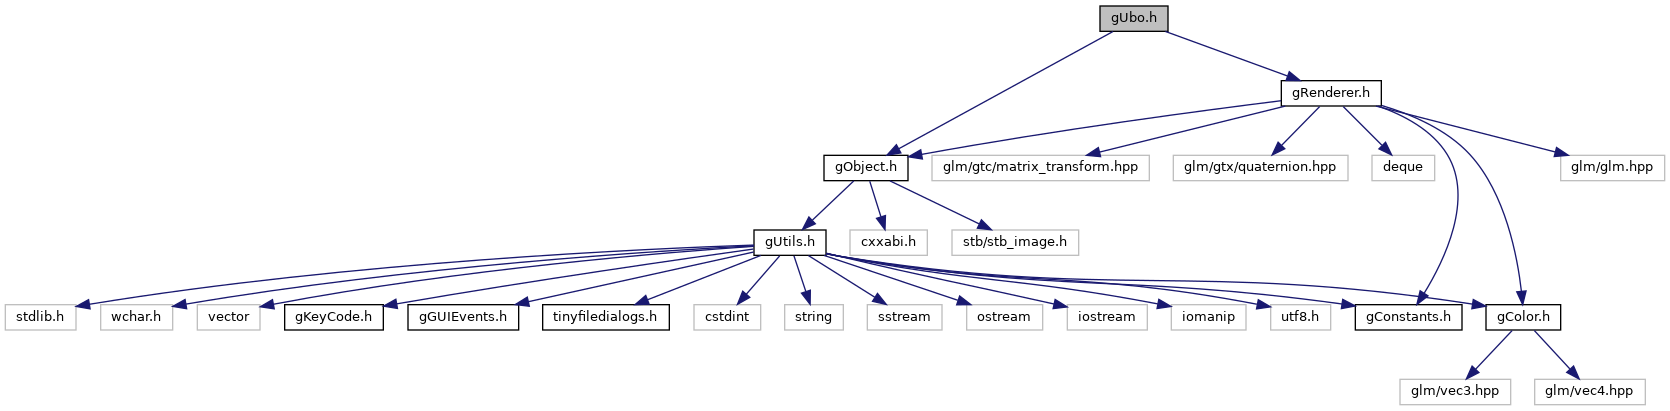 gUbo.h
gRenderer.h
gObject.h
glm/gtc/matrix_transform.hpp
glm/gtx/quaternion.hpp
deque
glm/glm.hpp
gUtils.h
cxxabi.h
stb/stb_image.h
stdlib.h
wchar.h
vector
gKeyCode.h
gGUIEvents.h
tinyfiledialogs.h
cstdint
string
sstream
ostream
iostream
iomanip
utf8.h
gConstants.h
gColor.h
glm/vec3.hpp
glm/vec4.hpp